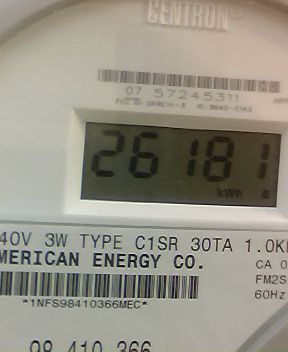 CENTRON®
07 57245311
26181
kWh
40V 3W TYPE C1SR 30TA 1.0K
MERICAN ENERGY CO.
CA 0
FM2S
60Hz
*1NFS98410366MEC*
98 410 366